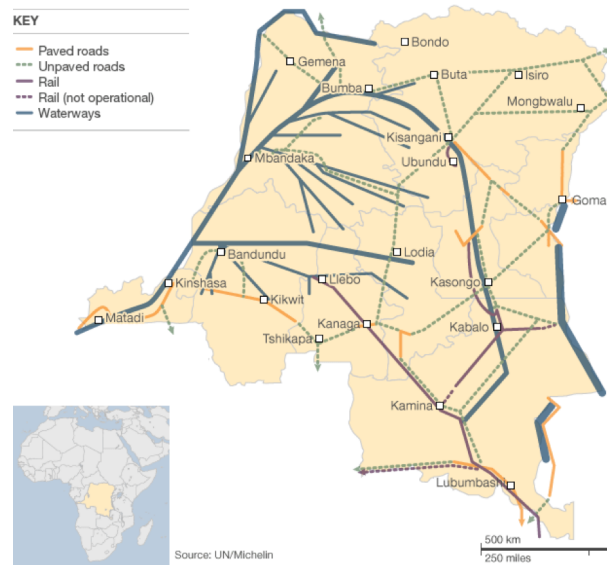 KEY
Paved roads
Unpaved roads
Rail
Rail (not operational)
Waterways
Bondo
Gemena
Buta
Isiro
Bumba
Mongbwalu
Kisangani
Mbandaka
Ubundu
Goma
Bandundu
Lodia
Kinshasa
Liebo
Kasongo
Kikwit
Matadi
Kanaga
Kabalo
Tshikapa
Kamina
Lubumbashi
500 km
250 miles
Source: UN/Michelin